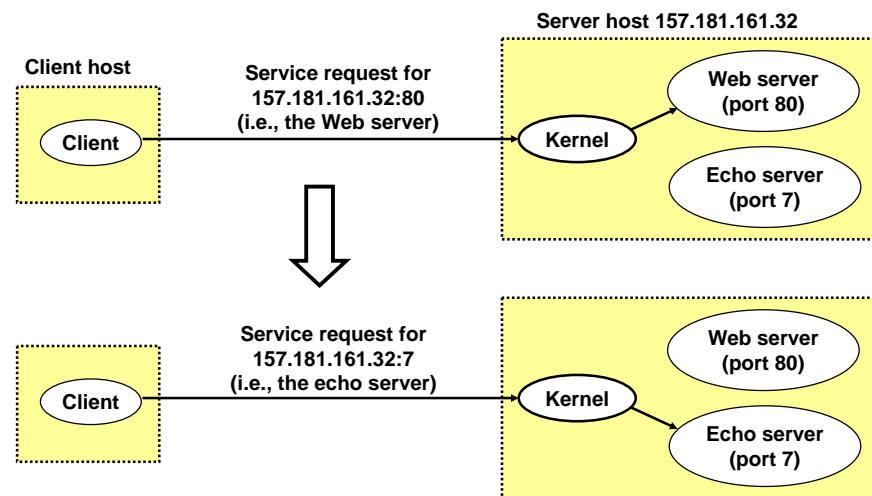 Server host 157.181.161.32
Client host
Service request for
157.181.161.32:80
(i.e., the Web server)
Client
Kernel
Web server
(port 80)
Echo server
(port 7)
Service request for
157.181.161.32:7
(i.e., the echo server)
Client
Kernel
Web server
(port 80)
Echo server
(port 7)